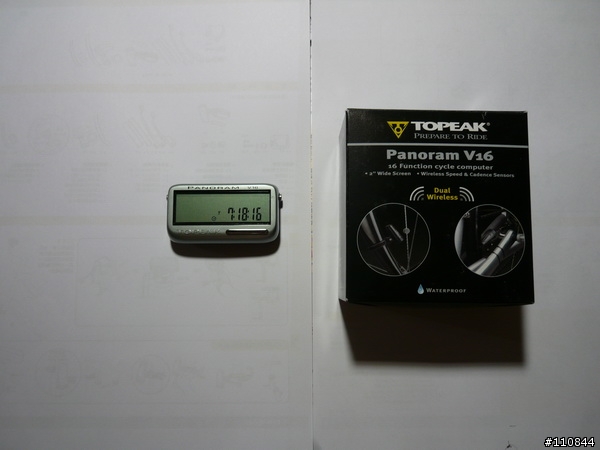 PANORAM V16
7:18:16
TOPEAK®
PREPARE TO RIDE
Panoram V16
16 Function cycle computer
• 2" Wide Screen • Wireless Speed & Cadence Sensors
Dual
Wireless
WATERPROOF
#110844